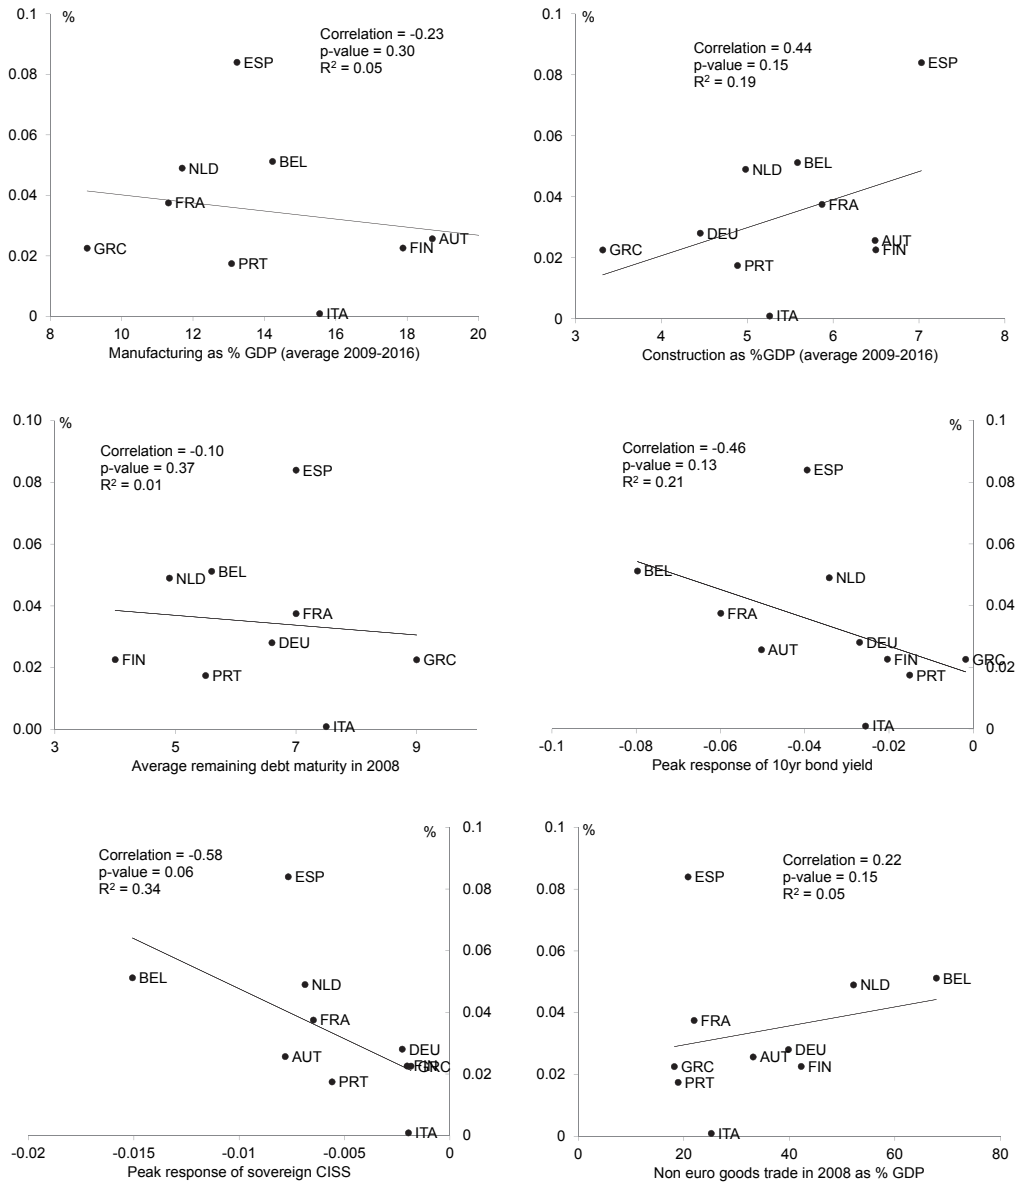 0.1
%
Correlation = -0.23
p-value = 0.30
R² = 0.05
ESP
0.08
0.06
NLD
BEL
0.04
FRA
AUT
GRC
FIN
0.02
PRT
ITA
0
8 10 12 14 16 18 20
Manufacturing as % GDP (average 2009-2016)
0.1
%
Correlation = 0.44
p-value = 0.15
R² = 0.19
ESP
0.08
0.06
NLD
BEL
0.04
FRA
DEU
AUT
GRC
FIN
0.02
PRT
ITA
0
3 4 5 6 7 8
Construction as %GDP (average 2009-2016)
0.10
%
Correlation = -0.10
p-value = 0.37
R² = 0.01
ESP
0.08
0.06
NLD
BEL
0.04
FRA
DEU
FIN
GRC
0.02
PRT
ITA
0.00
3 5 7 9
Average remaining debt maturity in 2008
% 0.1
Correlation = -0.46
p-value = 0.13
R² = 0.21
ESP
0.08
0.06
BEL
NLD
FRA
0.04
DEU
AUT
FIN
GRC
0.02
PRT
ITA
0
-0.1 -0.08 -0.06 -0.04 -0.02 0
Peak response of 10yr bond yield
% 0.1
Correlation = -0.58
p-value = 0.06
R² = 0.34
ESP
0.08
0.06
BEL
NLD
FRA
0.04
DEU
AUT
FIN
GRC
0.02
PRT
ITA
0
-0.02 -0.015 -0.01 -0.005 0
Peak response of sovereign CISS
0.1
%
Correlation = 0.22
p-value = 0.15
R² = 0.05
ESP
0.08
0.06
BEL
NLD
0.04
FRA
DEU
AUT
GRC
FIN
0.02
PRT
ITA
0
0 20 40 60 80
Non euro goods trade in 2008 as % GDP